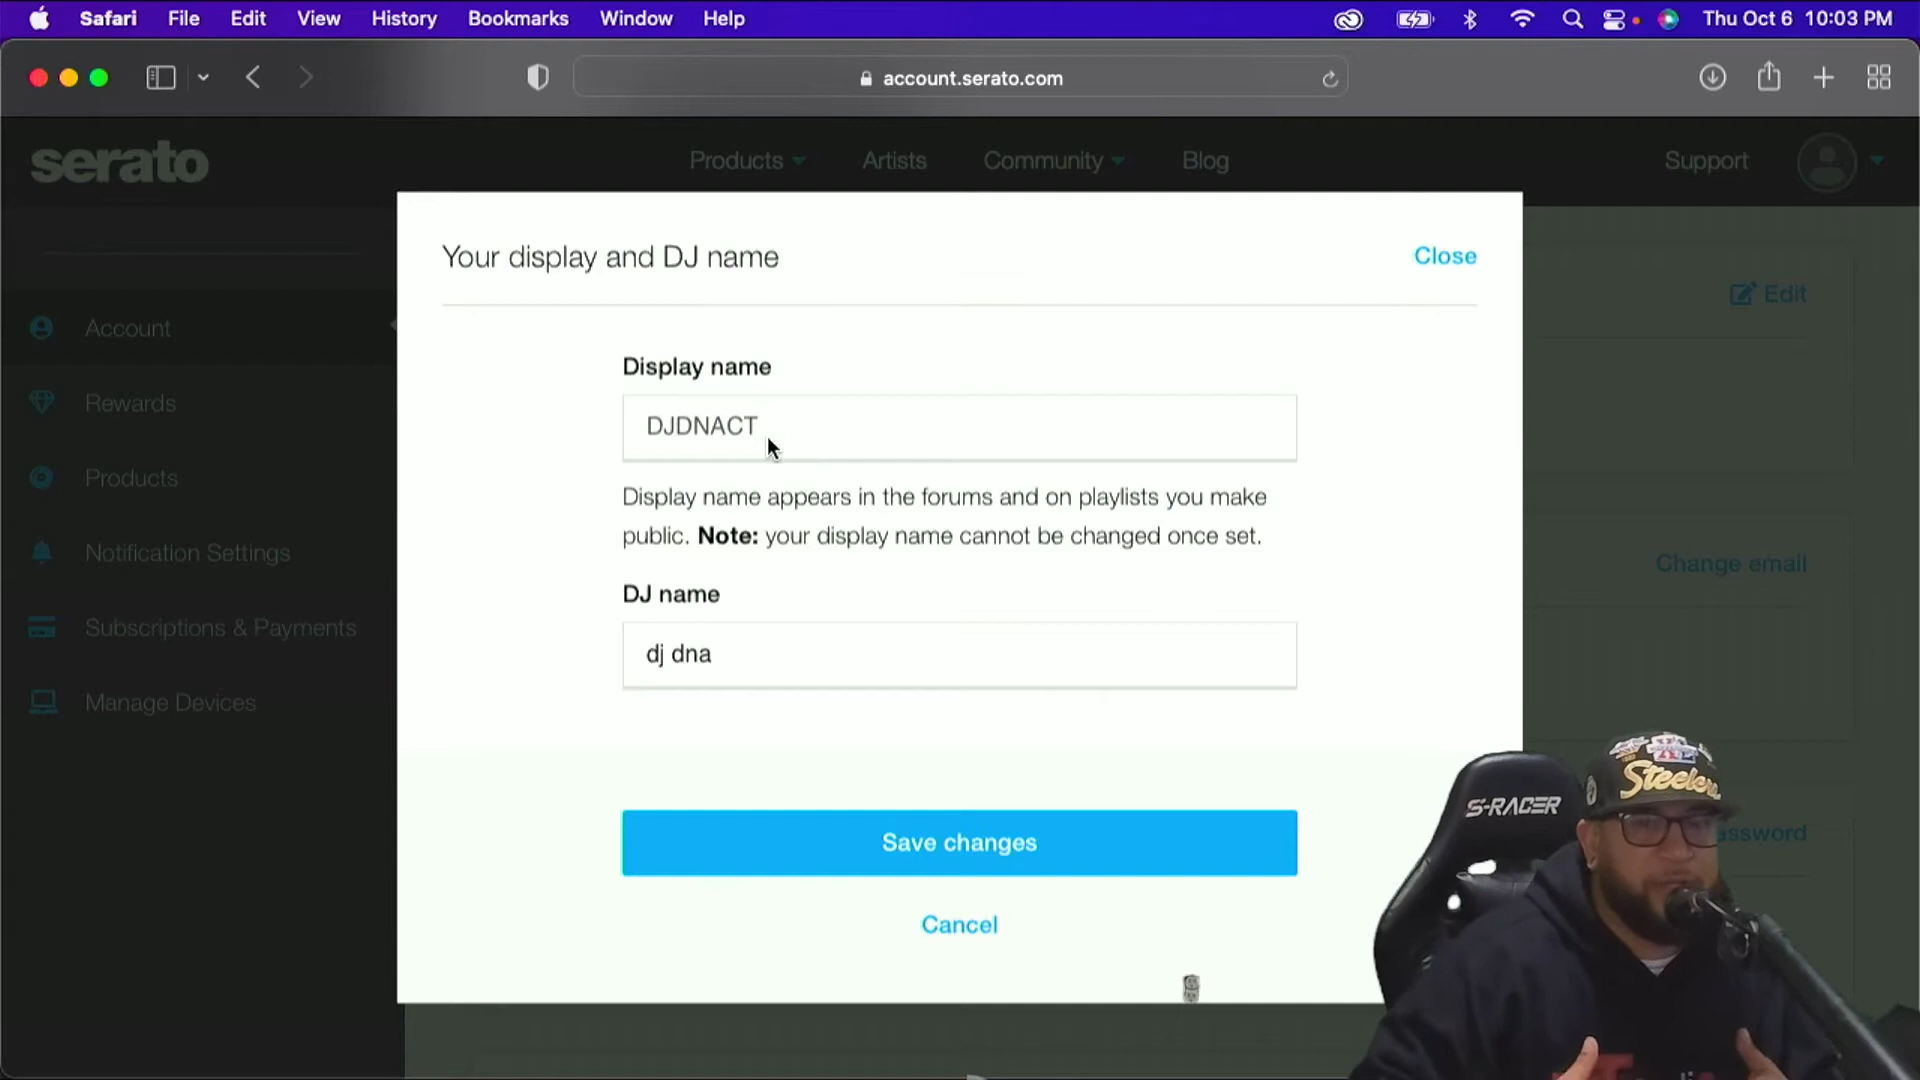 Safari File Edit View History Bookmarks Window Help Thu Oct 6 10:03 PM
account.serato.com
serato Products Artists Community Blog Support
Your display and DJ name Close
Edit
Account
Display name
Rewards
DJDNACT
Products
Display name appears in the forums and on playlists you make
public. Note: your display name cannot be changed once set.
Notification Settings
Change email
DJ name
Subscriptions & Payments
dj dna
Manage Devices
Steelers
S-RACER
assword
Save changes
Cancel